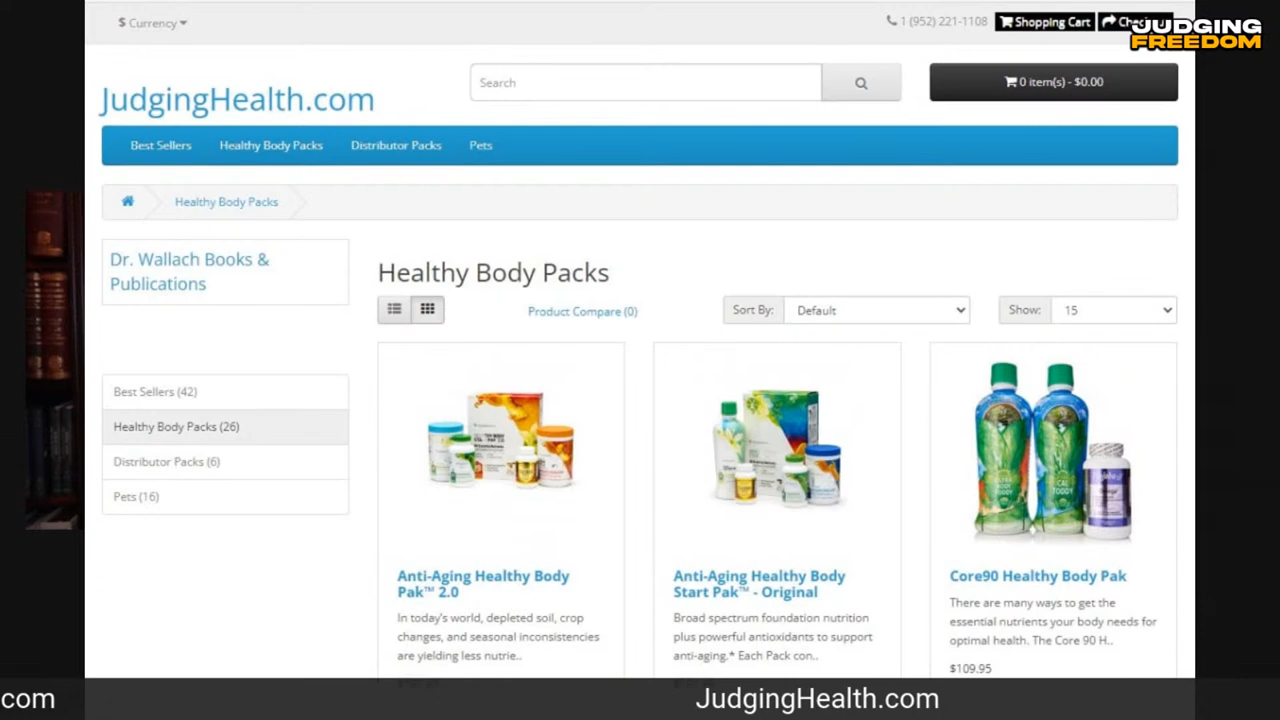 $ Currency
1 (952) 221-1108
Shopping Cart
JUDGING
FREEDOM
JudgingHealth.com
Search
0 item(s) - $0.00
Best Sellers
Healthy Body Packs
Distributor Packs
Pets
Healthy Body Packs
Dr. Wallach Books &
Publications
Healthy Body Packs
Product Compare (0)
Sort By:
Default
Show:
15
Best Sellers (42)
Healthy Body Packs (26)
Distributor Packs (6)
Pets (16)
Anti-Aging Healthy Body
Pak™ 2.0
In today's world, depleted soil, crop
changes, and seasonal inconsistencies
are yielding less nutrie..
Anti-Aging Healthy Body
Start Pak™ - Original
Broad spectrum foundation nutrition
plus powerful antioxidants to support
anti-aging.* Each Pack con..
Core90 Healthy Body Pak
There are many ways to get the
essential nutrients your body needs for
optimal health. The Core 90 H..
$109.95
com
JudgingHealth.com